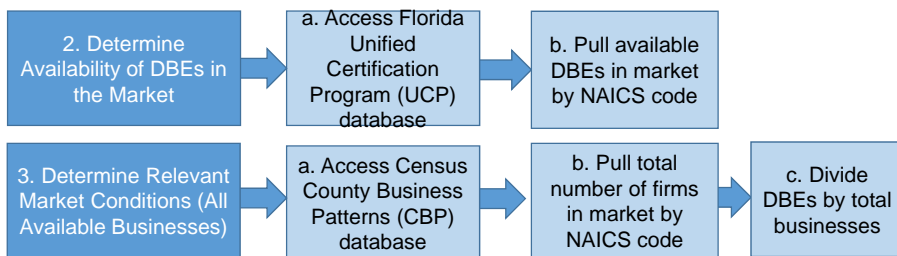 2. Determine
Availability of DBEs in
the Market
a. Access Florida
Unified
Certification
Program (UCP)
database
b. Pull available
DBEs in market
by NAICS code
3. Determine Relevant
Market Conditions (All
Available Businesses)
a. Access Census
County Business
Patterns (CBP)
database
b. Pull total
number of firms
in market by
NAICS code
c. Divide
DBEs by total
businesses